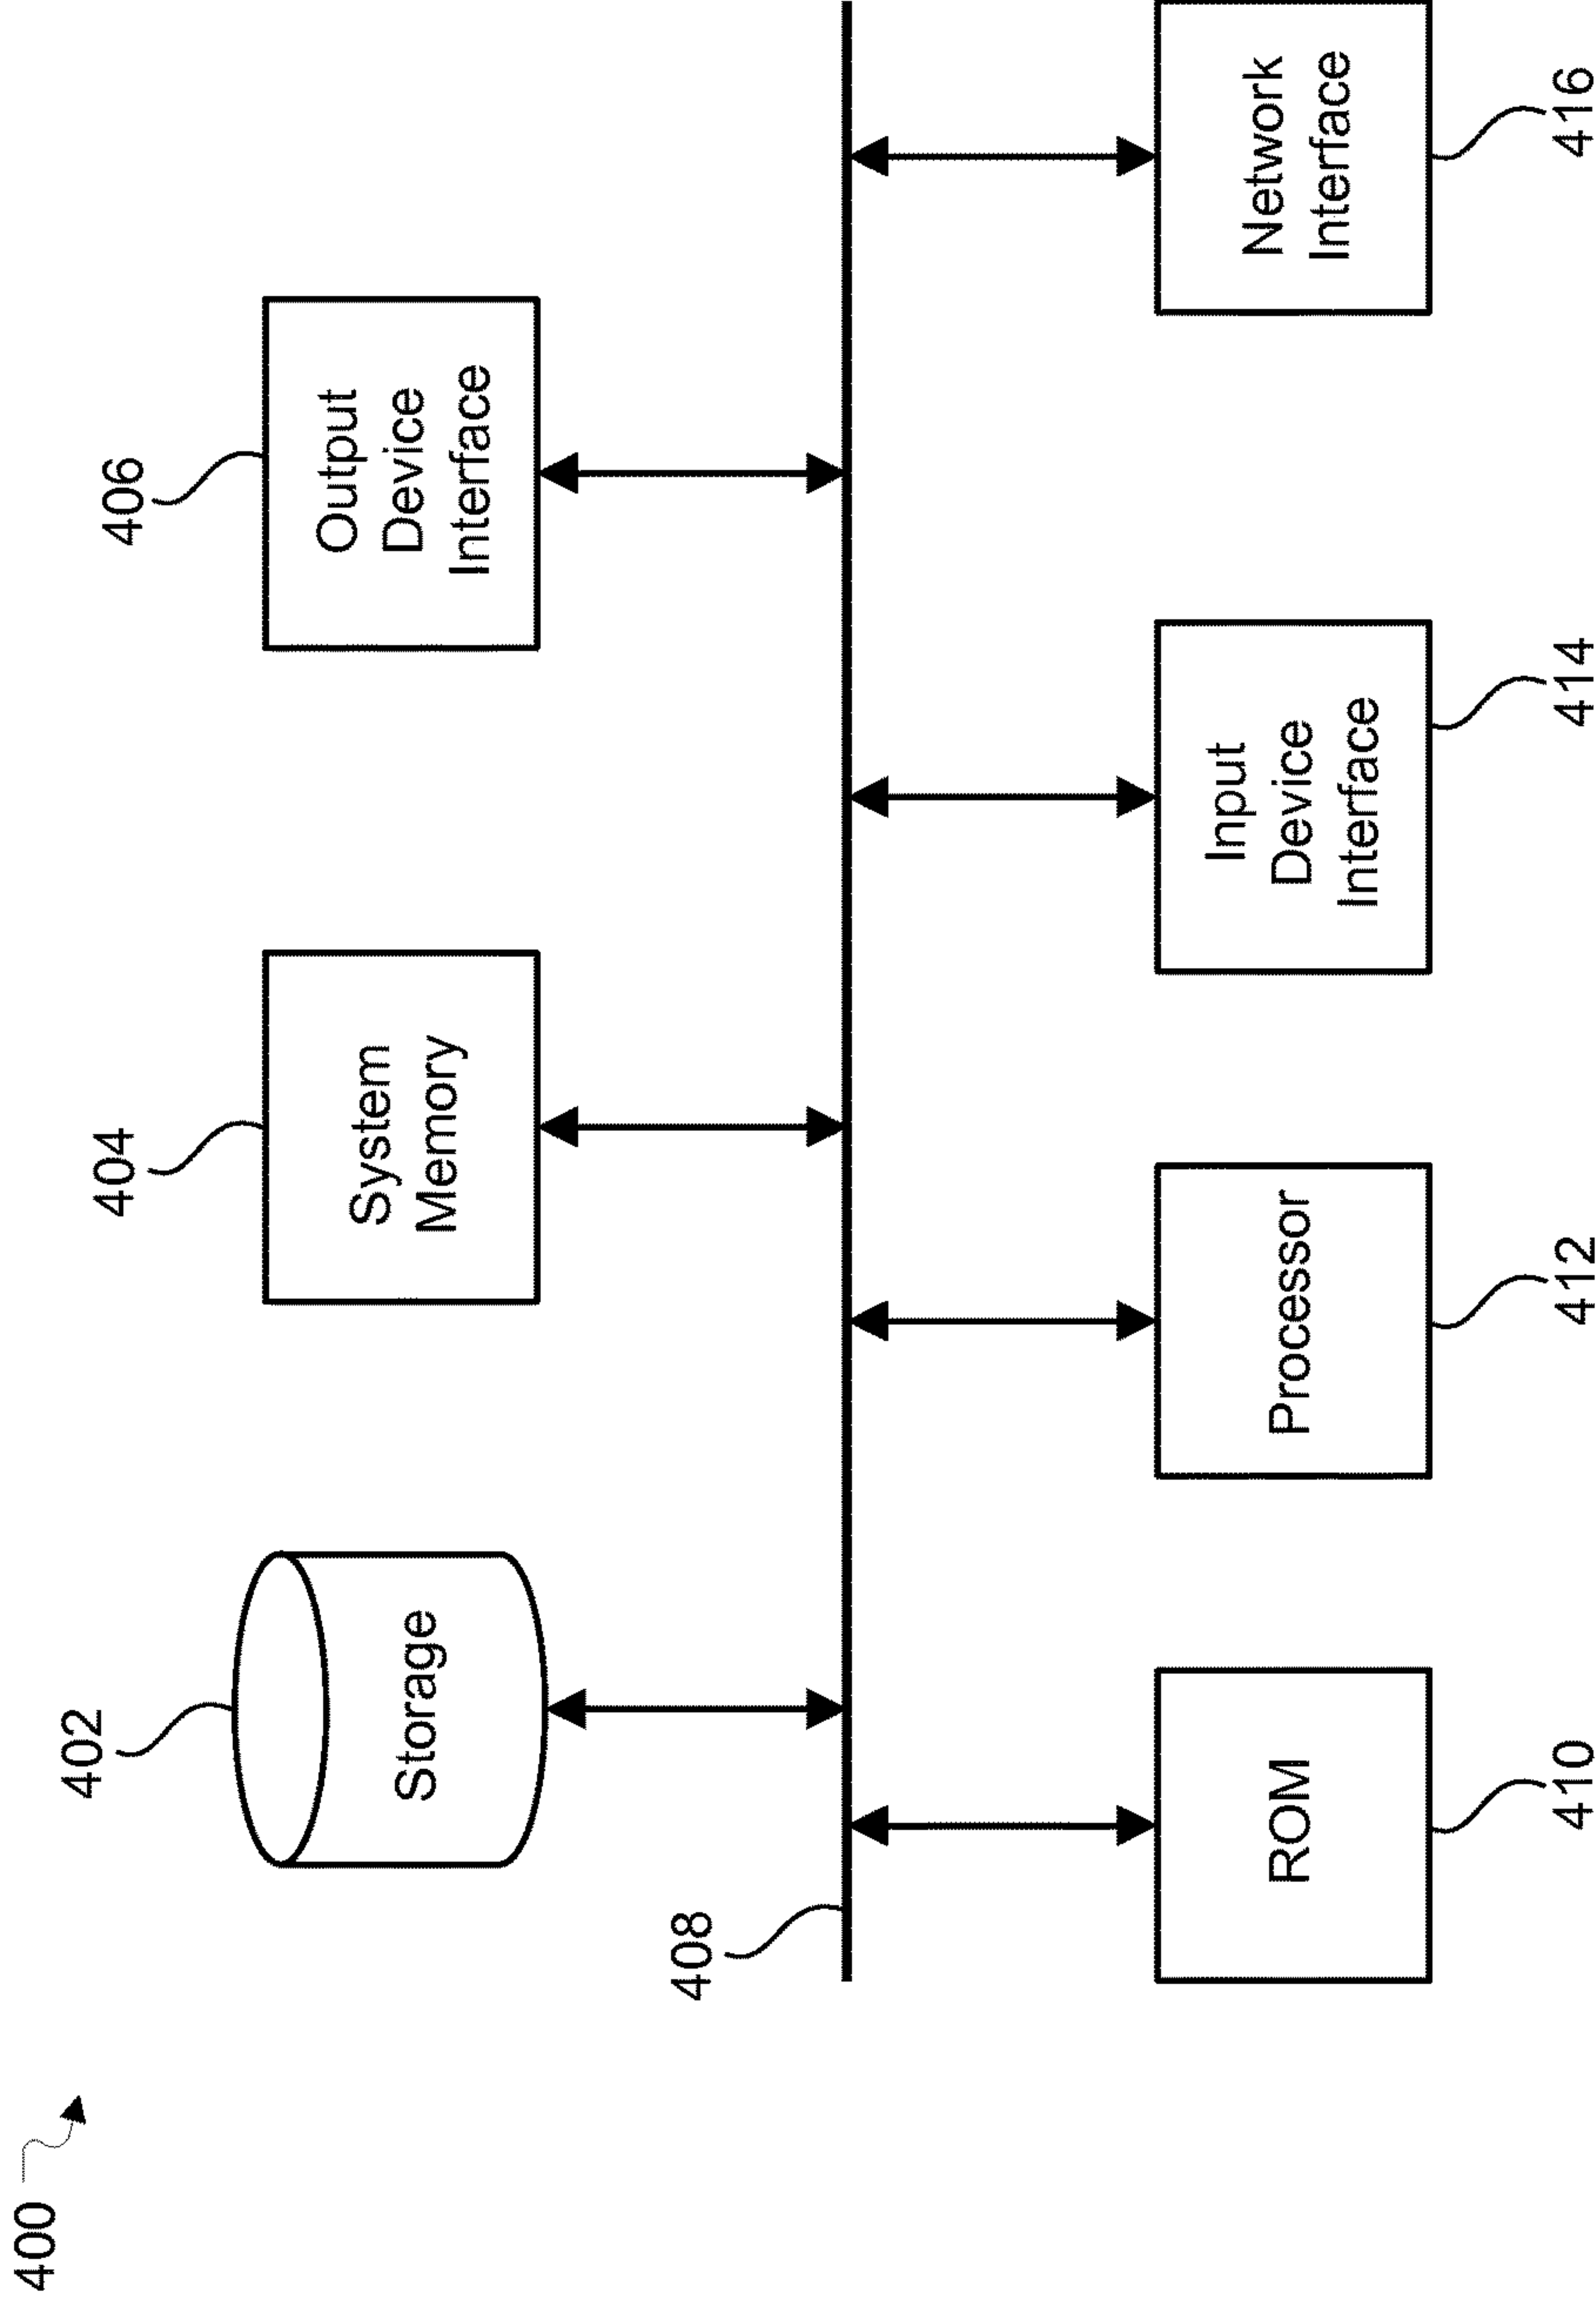 400
402
Storage
404
System
Memory
406
Output
Device
Interface
408
ROM
410
Processor
412
Input
Device
Interface
414
Network
Interface
416